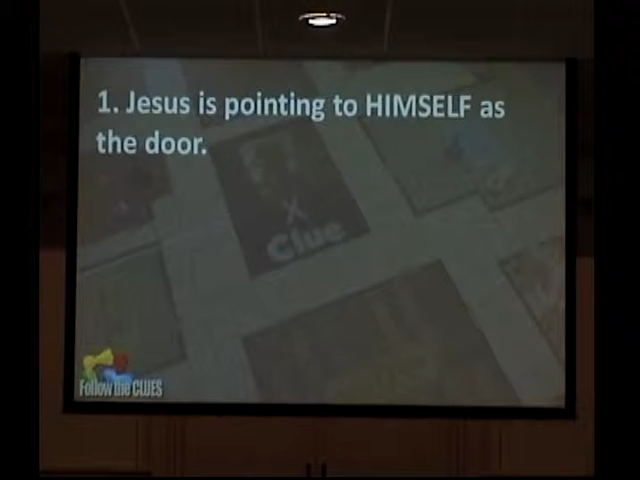 1. Jesus is pointing to HIMSELF as
the door.
X
Clue
Follow the CLUES